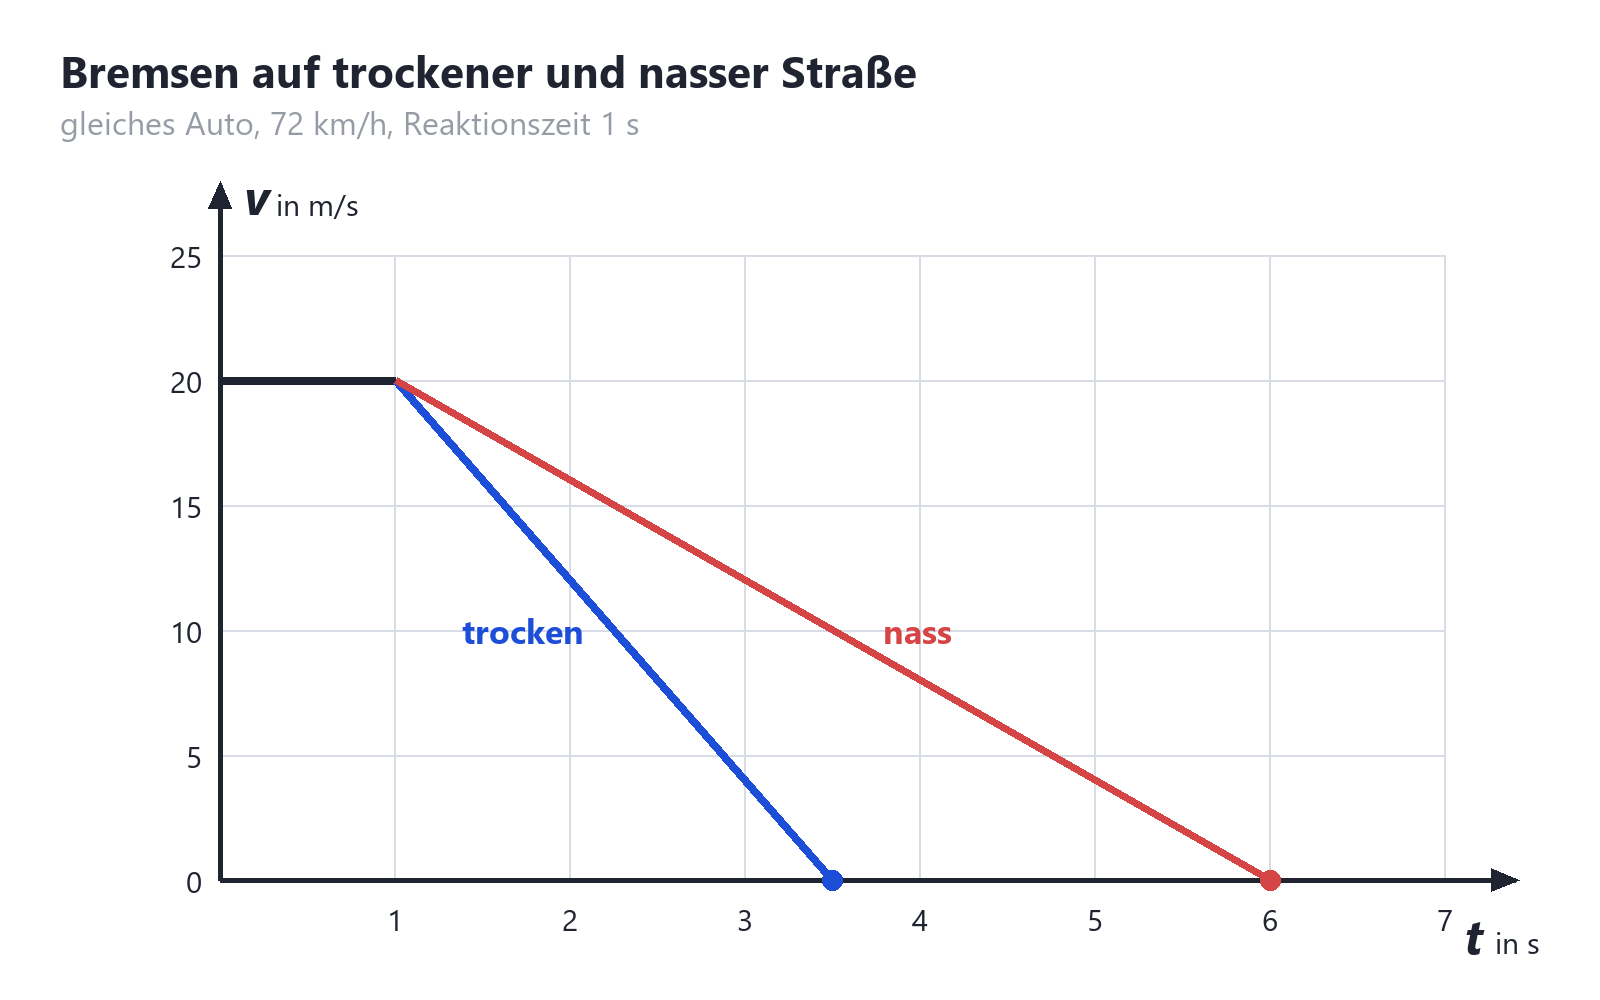 Bremsen auf trockener und nasser Straße
gleiches Auto, 72 km/h, Reaktionszeit 1 s
v in m/s
25
20
15
10
5
0
trocken
nass
1 2 3 4 5 6 7
t in s